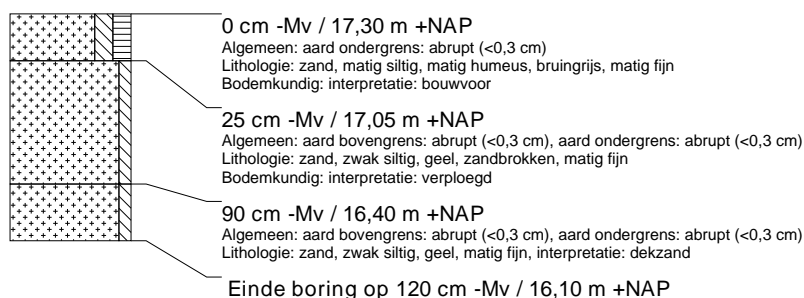 0 cm -Mv / 17,30 m +NAP
Algemeen: aard ondergrens: abrupt (<0,3 cm)
Lithologie: zand, matig siltig, matig humeus, bruingrijs, matig fijn
Bodemkundig: interpretatie: bouwvoor
25 cm -Mv / 17,05 m +NAP
Algemeen: aard bovengrens: abrupt (<0,3 cm), aard ondergrens: abrupt (<0,3 cm)
Lithologie: zand, zwak siltig, geel, zandbrokken, matig fijn
Bodemkundig: interpretatie: verploegd
90 cm -Mv / 16,40 m +NAP
Algemeen: aard bovengrens: abrupt (<0,3 cm), aard ondergrens: abrupt (<0,3 cm)
Lithologie: zand, zwak siltig, geel, matig fijn, interpretatie: dekzand
Einde boring op 120 cm -Mv / 16,10 m +NAP